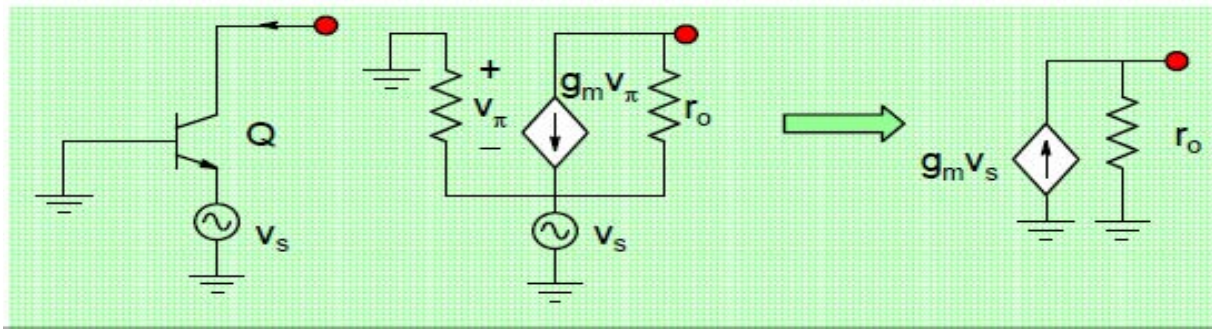 Q
v_s
+
v_π
−
g_m v_π
r_o
v_s
g_m v_s
r_o